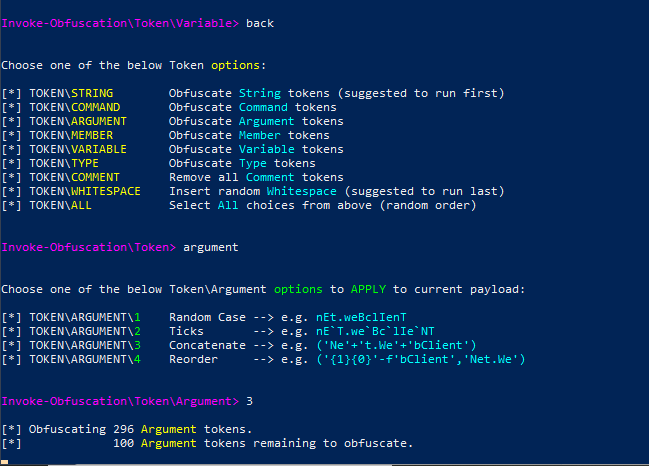 Invoke-Obfuscation\Token\Variable> back
Choose one of the below Token options:
[*] TOKEN\STRING Obfuscate String tokens (suggested to run first)
[*] TOKEN\COMMAND Obfuscate Command tokens
[*] TOKEN\ARGUMENT Obfuscate Argument tokens
[*] TOKEN\MEMBER Obfuscate Member tokens
[*] TOKEN\VARIABLE Obfuscate Variable tokens
[*] TOKEN\TYPE Obfuscate Type tokens
[*] TOKEN\COMMENT Remove all Comment tokens
[*] TOKEN\WHITESPACE Insert random Whitespace (suggested to run last)
[*] TOKEN\ALL Select All choices from above (random order)
Invoke-Obfuscation\Token> argument
Choose one of the below Token\Argument options to APPLY to current payload:
[*] TOKEN\ARGUMENT\1 Random Case --> e.g. nEt.weBclIenT
[*] TOKEN\ARGUMENT\2 Ticks --> e.g. nE`T.we`Bc`lIe`NT
[*] TOKEN\ARGUMENT\3 Concatenate --> e.g. ('Ne'+'t.We'+'bClient')
[*] TOKEN\ARGUMENT\4 Reorder --> e.g. ('{1}{0}'-f'bClient','Net.We')
Invoke-Obfuscation\Token\Argument> 3
[*] Obfuscating 296 Argument tokens.
[*] 100 Argument tokens remaining to obfuscate.